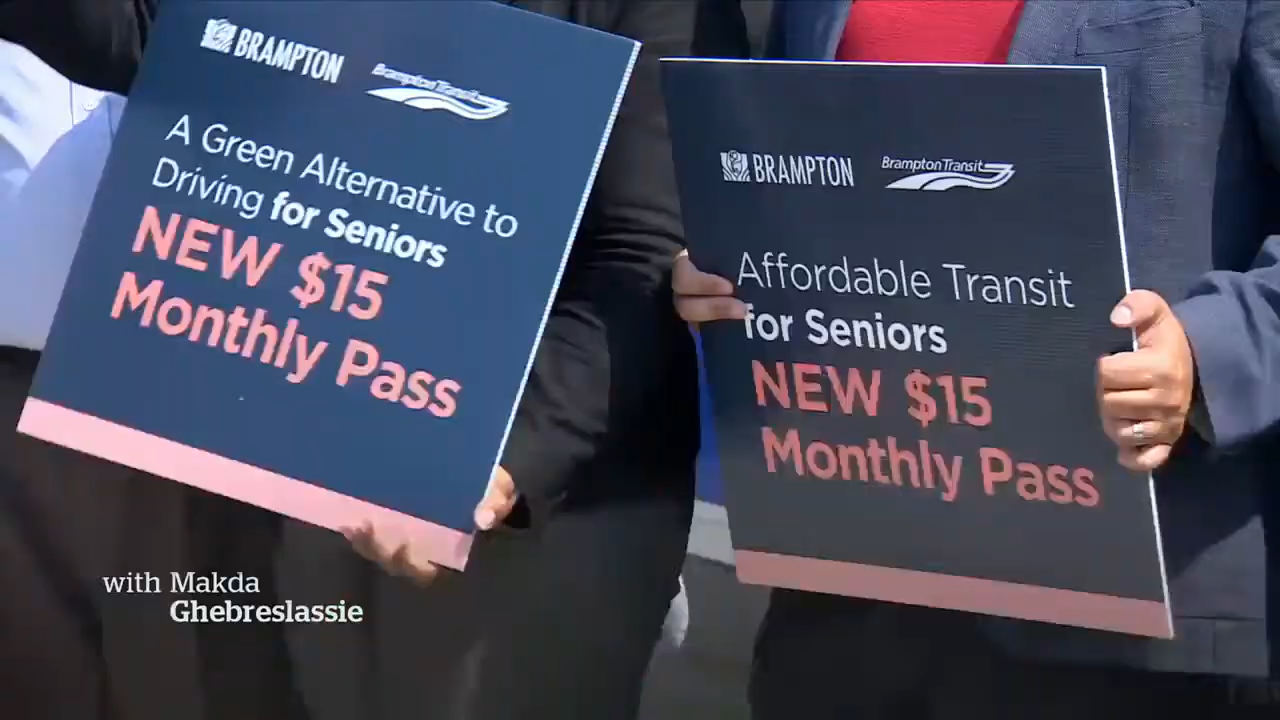 BRAMPTON
Brampton Transit
A Green Alternative to
Driving for Seniors
NEW $15
Monthly Pass
BRAMPTON
Brampton Transit
Affordable Transit
for Seniors
NEW $15
Monthly Pass
with Makda
Ghebreslassie